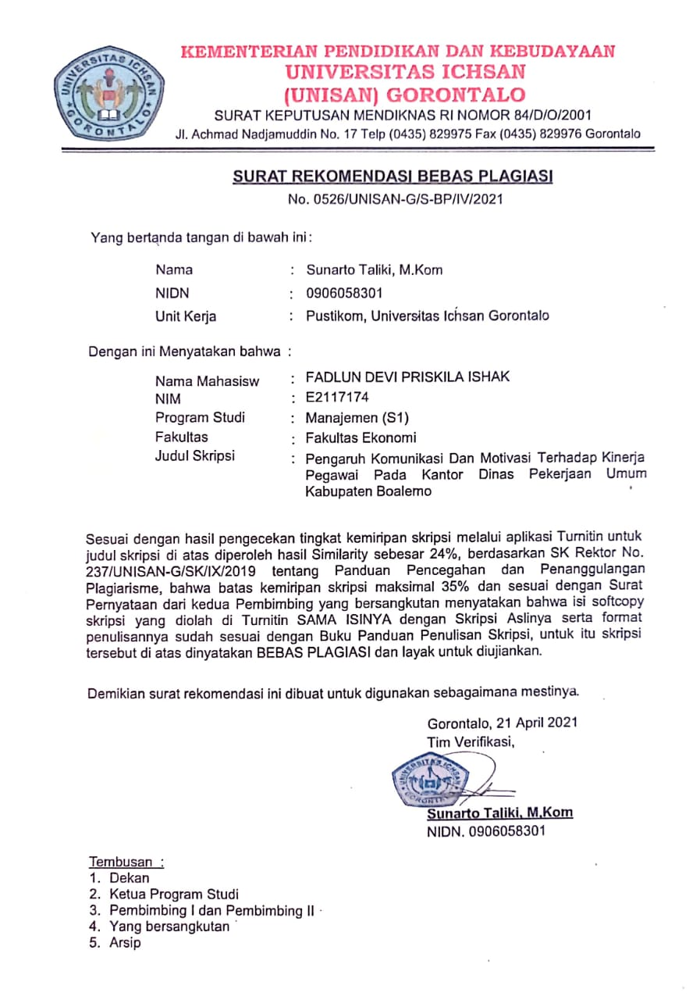 KEMENTERIAN PENDIDIKAN DAN KEBUDAYAAN
UNIVERSITAS ICHSAN
(UNISAN) GORONTALO
SURAT KEPUTUSAN MENDIKNAS RI NOMOR 84/D/O/2001
Jl. Achmad Nadjamuddin No. 17 Telp (0435) 829975 Fax (0435) 829976 Gorontalo
UNIVERSITAS ICHSAN
GORONTALO
SURAT REKOMENDASI BEBAS PLAGIASI
No. 0526/UNISAN-G/S-BP/IV/2021
Yang bertanda tangan di bawah ini :
Nama : Sunarto Taliki, M.Kom
NIDN : 0906058301
Unit Kerja : Pustikom, Universitas Ichsan Gorontalo
Dengan ini Menyatakan bahwa :
Nama Mahasisw : FADLUN DEVI PRISKILA ISHAK
NIM : E2117174
Program Studi : Manajemen (S1)
Fakultas : Fakultas Ekonomi
Judul Skripsi : Pengaruh Komunikasi Dan Motivasi Terhadap Kinerja
Pegawai Pada Kantor Dinas Pekerjaan Umum
Kabupaten Boalemo
Sesuai dengan hasil pengecekan tingkat kemiripan skripsi melalui aplikasi Turnitin untuk
judul skripsi di atas diperoleh hasil Similarity sebesar 24%, berdasarkan SK Rektor No.
237/UNISAN-G/SK/IX/2019 tentang Panduan Pencegahan dan Penanggulangan
Plagiarisme, bahwa batas kemiripan skripsi maksimal 35% dan sesuai dengan Surat
Pernyataan dari kedua Pembimbing yang bersangkutan menyatakan bahwa isi softcopy
skripsi yang diolah di Turnitin SAMA ISINYA dengan Skripsi Aslinya serta format
penulisannya sudah sesuai dengan Buku Panduan Penulisan Skripsi, untuk itu skripsi
tersebut di atas dinyatakan BEBAS PLAGIASI dan layak untuk diujiankan.
Demikian surat rekomendasi ini dibuat untuk digunakan sebagaimana mestinya.
Gorontalo, 21 April 2021
Tim Verifikasi,
UNIVERSITAS ICHSAN
GORONTALO
Sunarto Taliki, M.Kom
NIDN. 0906058301
Tembusan :
1. Dekan
2. Ketua Program Studi
3. Pembimbing I dan Pembimbing II
4. Yang bersangkutan
5. Arsip